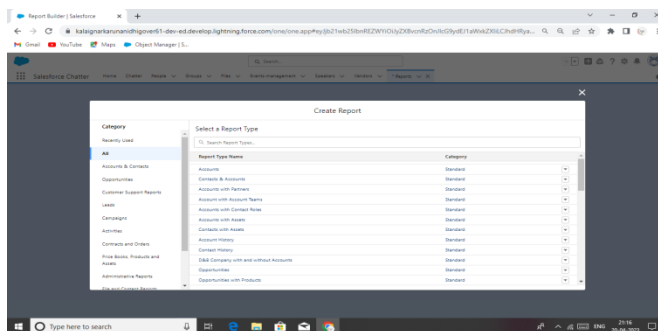 Report Builder | Salesforce
kalaignarkarunanidhigover61-dev-ed.develop.lightning.force.com/one/one.app#
Gmail YouTube Maps Object Manager | S...
Search...
Salesforce Chatter Home Chatter People Groups Files Events management Speakers Vendors * Reports
Create Report
Category
Recently Used
All
Accounts & Contacts
Opportunities
Customer Support Reports
Leads
Campaigns
Activities
Contracts and Orders
Price Books, Products and Assets
Administrative Reports
File and Content Reports
Select a Report Type
Search Report Types...
Report Type Name Category
Accounts Standard
Contacts & Accounts Standard
Accounts with Partners Standard
Account with Account Teams Standard
Accounts with Contact Roles Standard
Accounts with Assets Standard
Contacts with Assets Standard
Account History Standard
Contact History Standard
D&B Company with and without Accounts Standard
Opportunities Standard
Opportunities with Products Standard
Type here to search
ENG
21:16